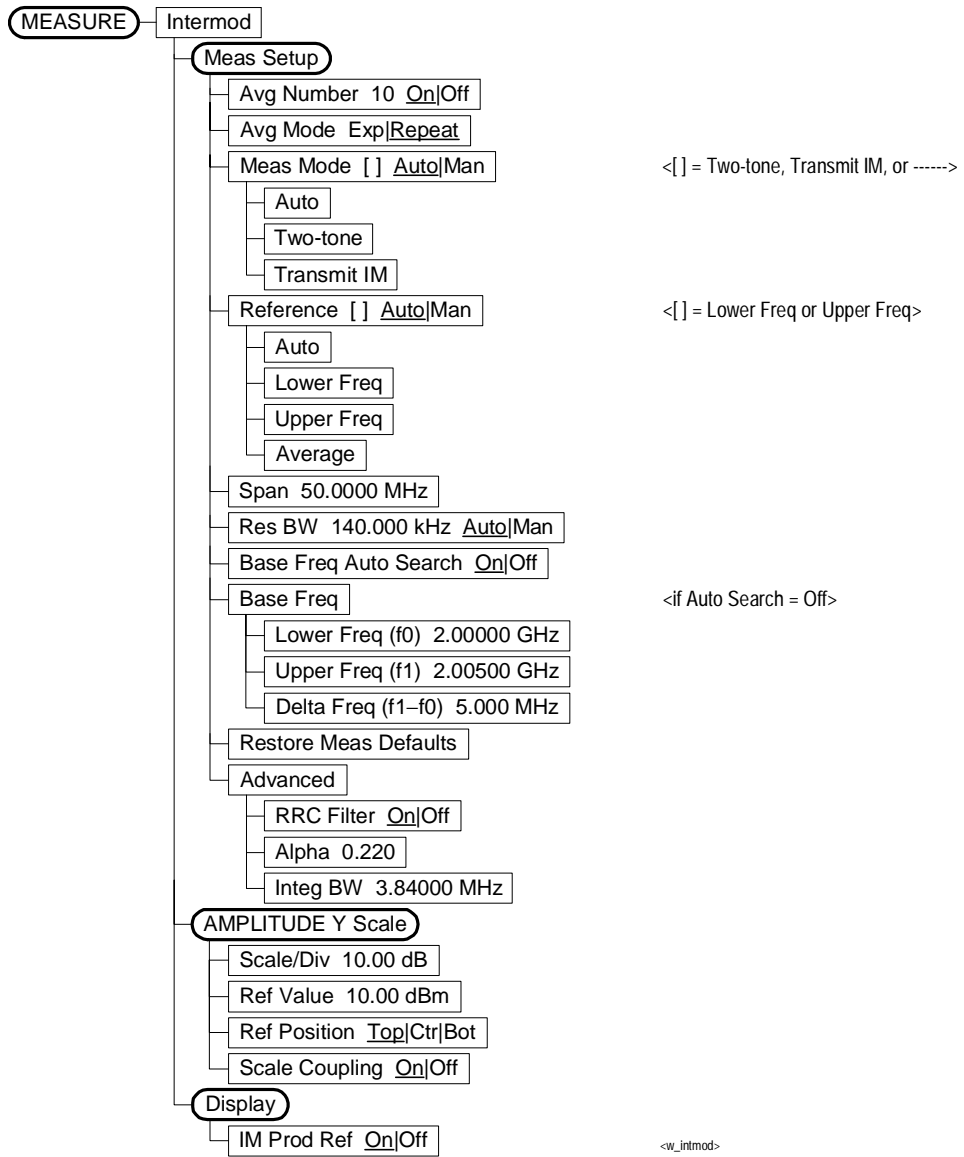 MEASURE Intermod
Meas Setup
Avg Number 10 On|Off
Avg Mode Exp|Repeat
Meas Mode [ ] Auto|Man <[ ] = Two-tone, Transmit IM, or ------>
Auto
Two-tone
Transmit IM
Reference [ ] Auto|Man <[ ] = Lower Freq or Upper Freq>
Auto
Lower Freq
Upper Freq
Average
Span 50.0000 MHz
Res BW 140.000 kHz Auto|Man
Base Freq Auto Search On|Off
Base Freq <if Auto Search = Off>
Lower Freq (f0) 2.00000 GHz
Upper Freq (f1) 2.00500 GHz
Delta Freq (f1–f0) 5.000 MHz
Restore Meas Defaults
Advanced
RRC Filter On|Off
Alpha 0.220
Integ BW 3.84000 MHz
AMPLITUDE Y Scale
Scale/Div 10.00 dB
Ref Value 10.00 dBm
Ref Position Top|Ctr|Bot
Scale Coupling On|Off
Display
IM Prod Ref On|Off <w_intmod>